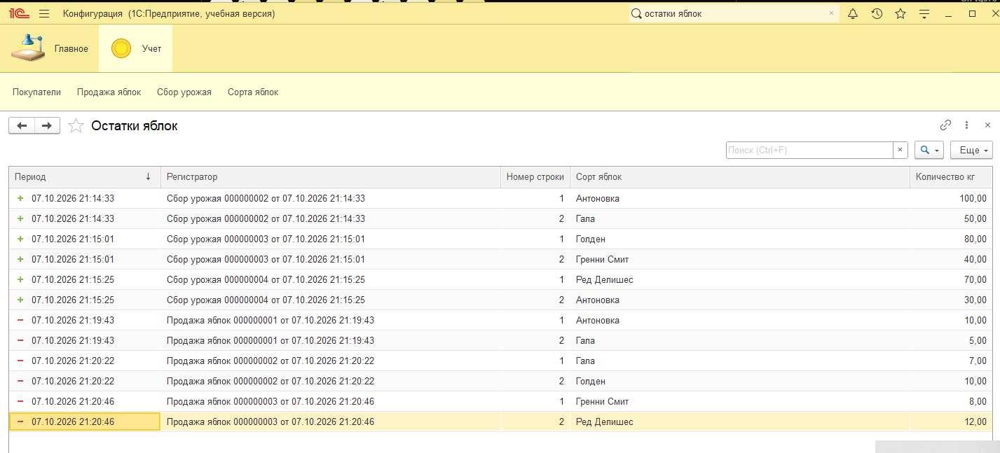 1С Конфигурация (1С:Предприятие, учебная версия) остатки яблок ×
Главное Учет
Покупатели Продажа яблок Сбор урожая Сорта яблок
Остатки яблок
Поиск (Ctrl+F) × Еще
Период ↓ Регистратор Номер строки Сорт яблок Количество кг
+ 07.10.2026 21:14:33 Сбор урожая 000000002 от 07.10.2026 21:14:33 1 Антоновка 100,00
+ 07.10.2026 21:14:33 Сбор урожая 000000002 от 07.10.2026 21:14:33 2 Гала 50,00
+ 07.10.2026 21:15:01 Сбор урожая 000000003 от 07.10.2026 21:15:01 1 Голден 80,00
+ 07.10.2026 21:15:01 Сбор урожая 000000003 от 07.10.2026 21:15:01 2 Гренни Смит 40,00
+ 07.10.2026 21:15:25 Сбор урожая 000000004 от 07.10.2026 21:15:25 1 Ред Делишес 70,00
+ 07.10.2026 21:15:25 Сбор урожая 000000004 от 07.10.2026 21:15:25 2 Антоновка 30,00
− 07.10.2026 21:19:43 Продажа яблок 000000001 от 07.10.2026 21:19:43 1 Антоновка 10,00
− 07.10.2026 21:19:43 Продажа яблок 000000001 от 07.10.2026 21:19:43 2 Гала 5,00
− 07.10.2026 21:20:22 Продажа яблок 000000002 от 07.10.2026 21:20:22 1 Гала 7,00
− 07.10.2026 21:20:22 Продажа яблок 000000002 от 07.10.2026 21:20:22 2 Голден 10,00
− 07.10.2026 21:20:46 Продажа яблок 000000003 от 07.10.2026 21:20:46 1 Гренни Смит 8,00
− 07.10.2026 21:20:46 Продажа яблок 000000003 от 07.10.2026 21:20:46 2 Ред Делишес 12,00